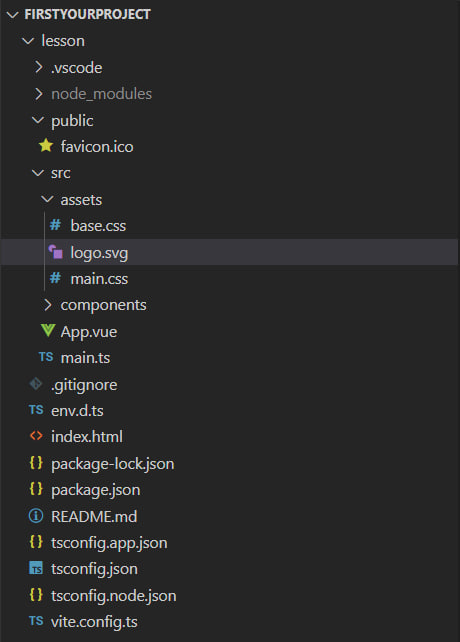 FIRSTYOURPROJECT
lesson
.vscode
node_modules
public
favicon.ico
src
assets
# base.css
logo.svg
# main.css
components
App.vue
TS main.ts
.gitignore
TS env.d.ts
<> index.html
{} package-lock.json
{} package.json
README.md
{} tsconfig.app.json
TS tsconfig.json
{} tsconfig.node.json
TS vite.config.ts